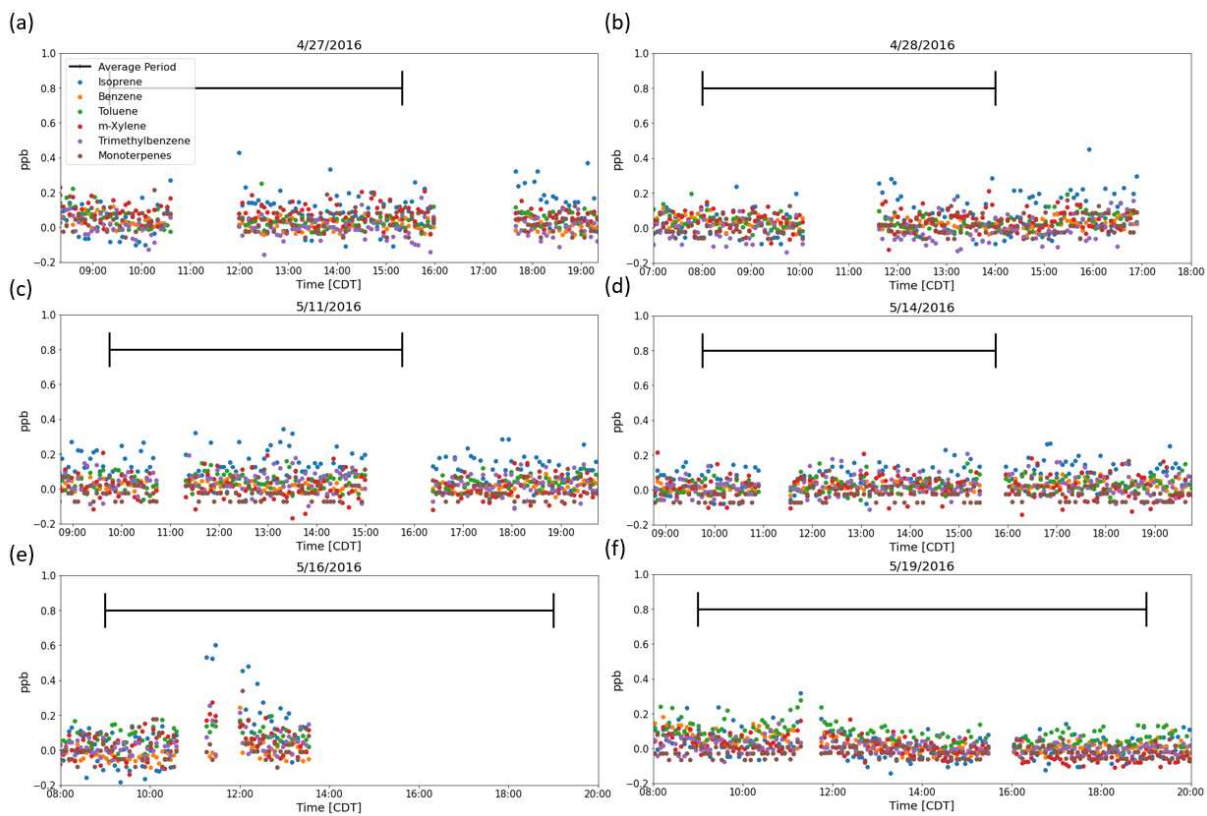 (a)
4/27/2016
1.0
0.8
0.6
0.4
0.2
0.0
−0.2
ppb
Average Period
Isoprene
Benzene
Toluene
m-Xylene
Trimethylbenzene
Monoterpenes
09:00 10:00 11:00 12:00 13:00 14:00 15:00 16:00 17:00 18:00 19:00
Time [CDT]
(b)
4/28/2016
1.0
0.8
0.6
0.4
0.2
0.0
−0.2
ppb
07:00 08:00 09:00 10:00 11:00 12:00 13:00 14:00 15:00 16:00 17:00 18:00
Time [CDT]
(c)
5/11/2016
1.0
0.8
0.6
0.4
0.2
0.0
−0.2
ppb
09:00 10:00 11:00 12:00 13:00 14:00 15:00 16:00 17:00 18:00 19:00
Time [CDT]
(d)
5/14/2016
1.0
0.8
0.6
0.4
0.2
0.0
−0.2
ppb
09:00 10:00 11:00 12:00 13:00 14:00 15:00 16:00 17:00 18:00 19:00
Time [CDT]
(e)
5/16/2016
1.0
0.8
0.6
0.4
0.2
0.0
−0.2
ppb
08:00 10:00 12:00 14:00 16:00 18:00 20:00
Time [CDT]
(f)
5/19/2016
1.0
0.8
0.6
0.4
0.2
0.0
−0.2
ppb
08:00 10:00 12:00 14:00 16:00 18:00 20:00
Time [CDT]